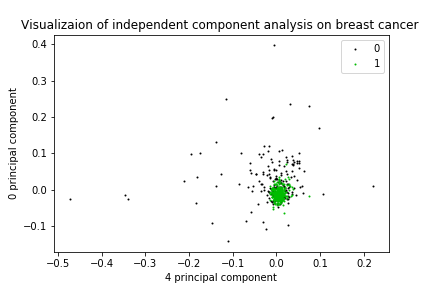 Visualizaion of independent component analysis on breast cancer
0
1
0.4
0.3
0.2
0.1
0.0
−0.1
0 principal component
−0.5 −0.4 −0.3 −0.2 −0.1 0.0 0.1 0.2
4 principal component